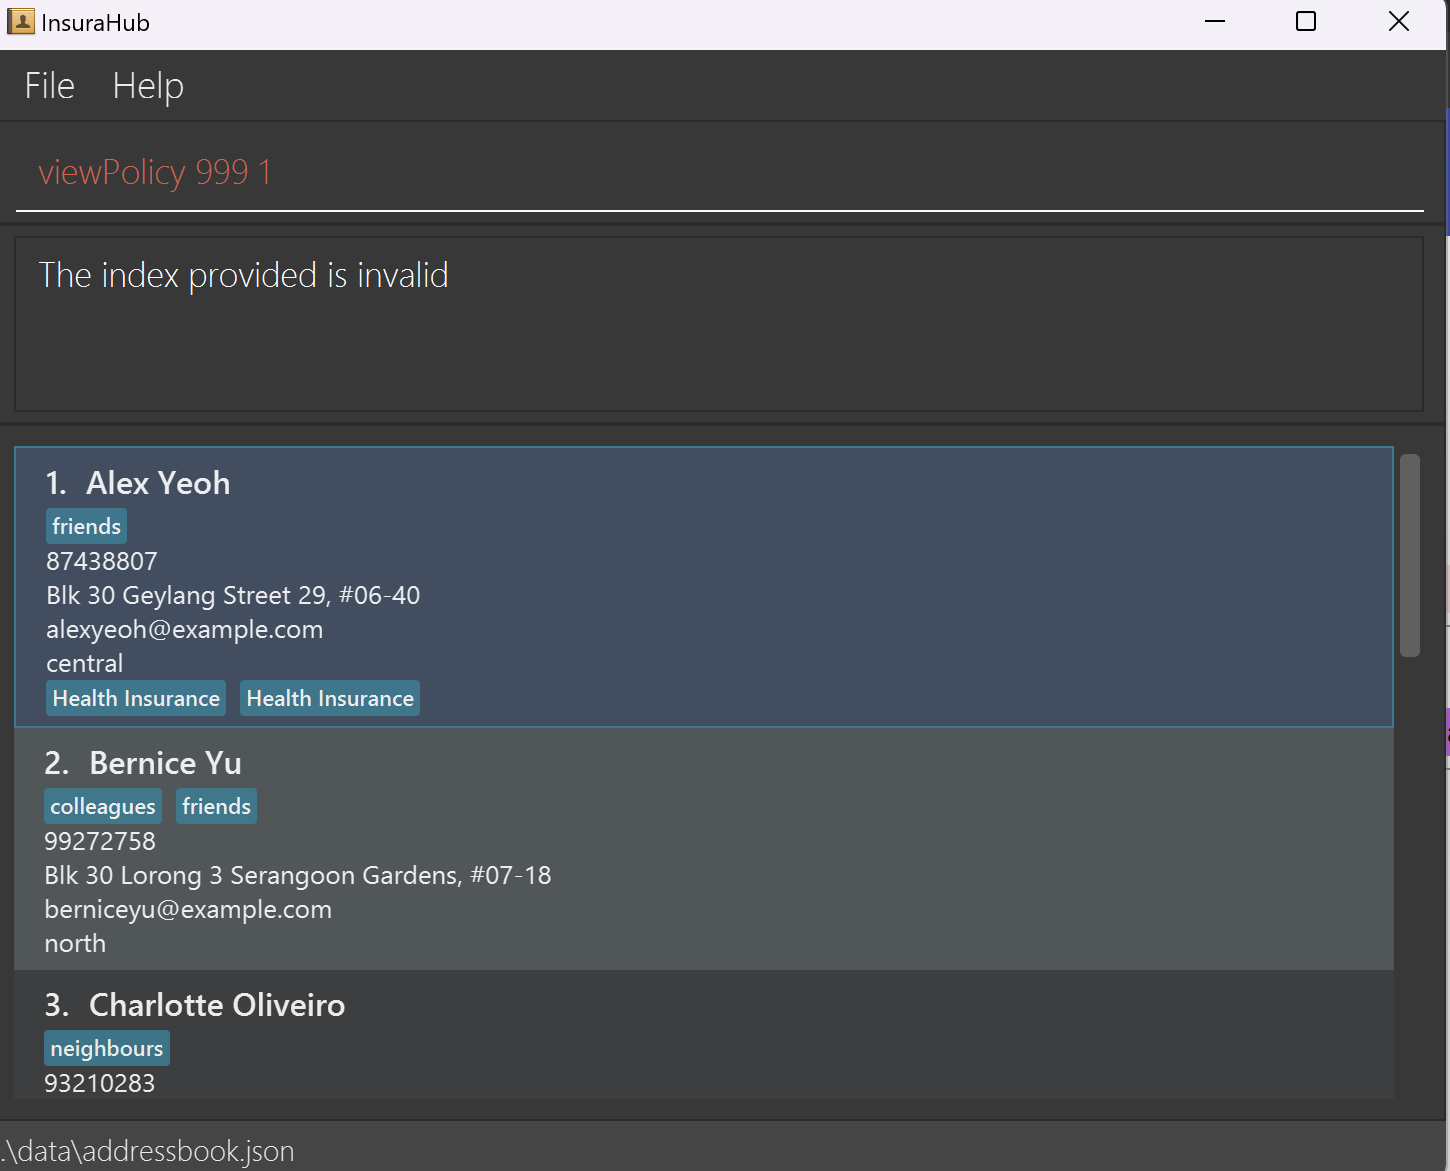 InsuraHub
File Help
viewPolicy 999 1
The index provided is invalid
1. Alex Yeoh
friends
87438807
Blk 30 Geylang Street 29, #06-40
alexyeoh@example.com
central
Health Insurance Health Insurance
2. Bernice Yu
colleagues friends
99272758
Blk 30 Lorong 3 Serangoon Gardens, #07-18
berniceyu@example.com
north
3. Charlotte Oliveiro
neighbours
93210283
.\data\addressbook.json